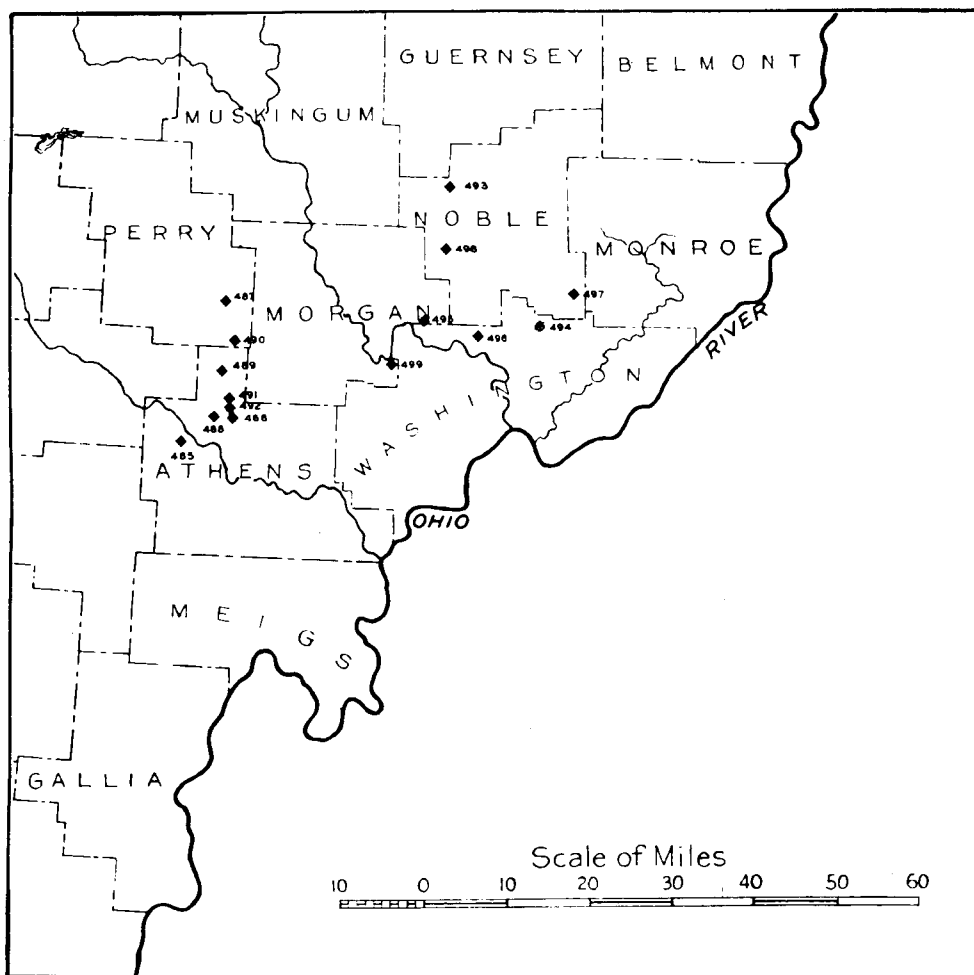 GUERNSEY
BELMONT
MUSKINGUM
493
NOBLE
PERRY
498
MONROE
487
497
MORGAN
495
494
RIVER
490
496
499
489
WASHINGTON
491
492
488
486
485
ATHENS
OHIO
MEIGS
GALLIA
Scale of Miles
10 0 10 20 30 40 50 60